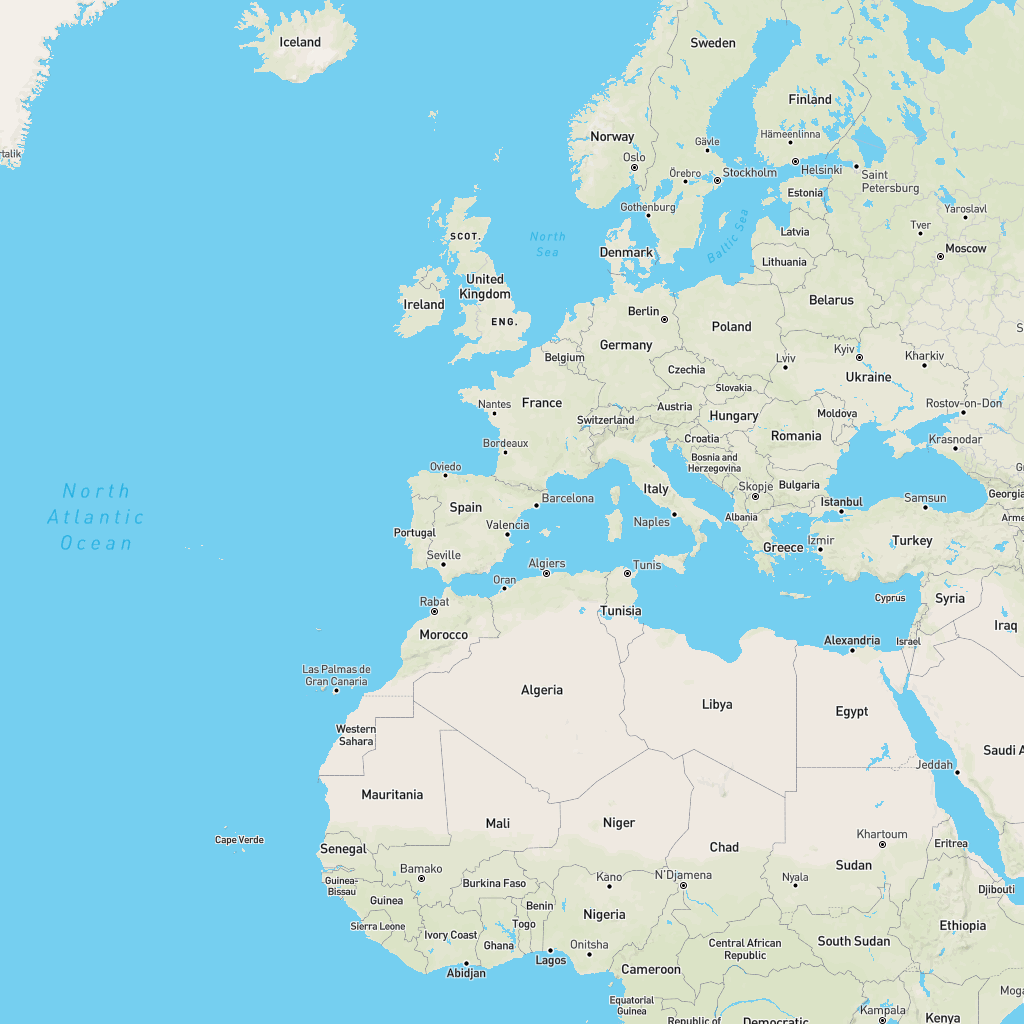 Iceland
Sweden
Finland
Hämeenlinna
Norway
Gävle
talik
Oslo
Örebro
Stockholm
Helsinki
Saint
Petersburg
Estonia
Gothenburg
Yaroslavl
Tver
SCOT.
North
Sea
Baltic Sea
Latvia
Moscow
Denmark
Lithuania
United
Kingdom
Ireland
Belarus
Berlin
ENG.
Poland
Germany
Kyiv
Kharkiv
Belgium
Lviv
Czechia
Ukraine
Slovakia
Nantes
France
Austria
Hungary
Moldova
Rostov-on-Don
Switzerland
Romania
Bordeaux
Croatia
Krasnodar
Bosnia and
Herzegovina
Oviedo
Skopje
Bulgaria
Italy
North
Atlantic
Ocean
Spain
Barcelona
Istanbul
Samsun
Georgia
Naples
Albania
Arme
Valencia
Portugal
Greece
Izmir
Turkey
Seville
Algiers
Tunis
Oran
Rabat
Cyprus
Syria
Tunisia
Morocco
Alexandria
Israel
Iraq
Las Palmas de
Gran Canaria
Algeria
Libya
Egypt
Western
Sahara
Saudi A
Jeddah
Mauritania
Mali
Niger
Cape Verde
Senegal
Chad
Khartoum
Eritrea
Sudan
Bamako
Kano
N'Djamena
Nyala
Guinea-
Bissau
Burkina Faso
Djibouti
Guinea
Benin
Nigeria
Sierra Leone
Togo
Ethiopia
Ivory Coast
Ghana
Onitsha
Central African
Republic
South Sudan
Lagos
Abidjan
Cameroon
Equatorial
Guinea
Moga
Kampala
Republic of
Democratic
Kenya